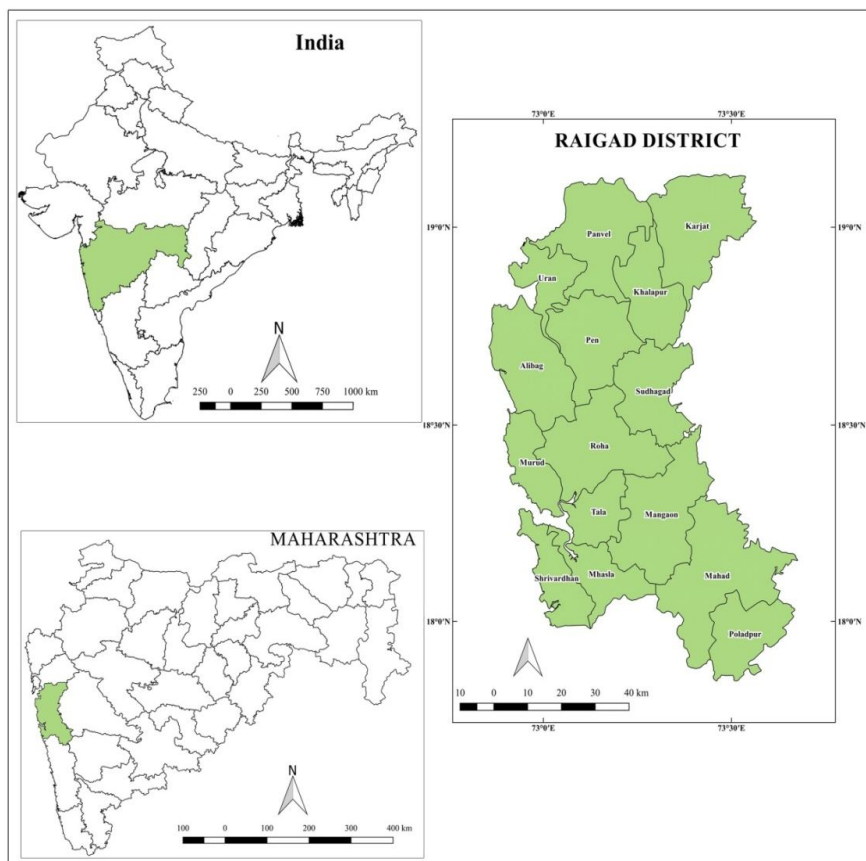 India
N
250 0 250 500 750 1000 km
MAHARASHTRA
N
100 0 100 200 300 400 km
73°0'E 73°30'E
RAIGAD DISTRICT
Karjat
19°0'N 19°0'N
Panvel
Uran
Khalapur
Pen
Alibag
Sudhagad
18°30'N 18°30'N
Roha
Murud
Tala
Mangaon
Mhasla
Mahad
Shrivardhan
18°0'N 18°0'N
Poladpur
10 0 10 20 30 40 km
73°0'E 73°30'E